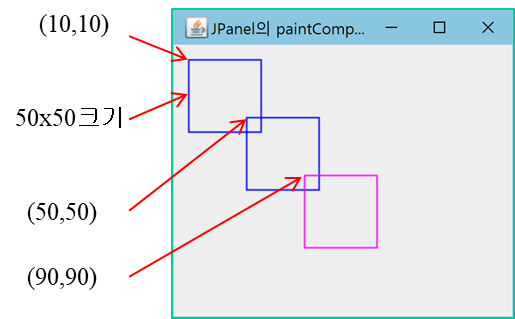 (10,10)
JPanel의 paintComp...
50x50크기
(50,50)
(90,90)